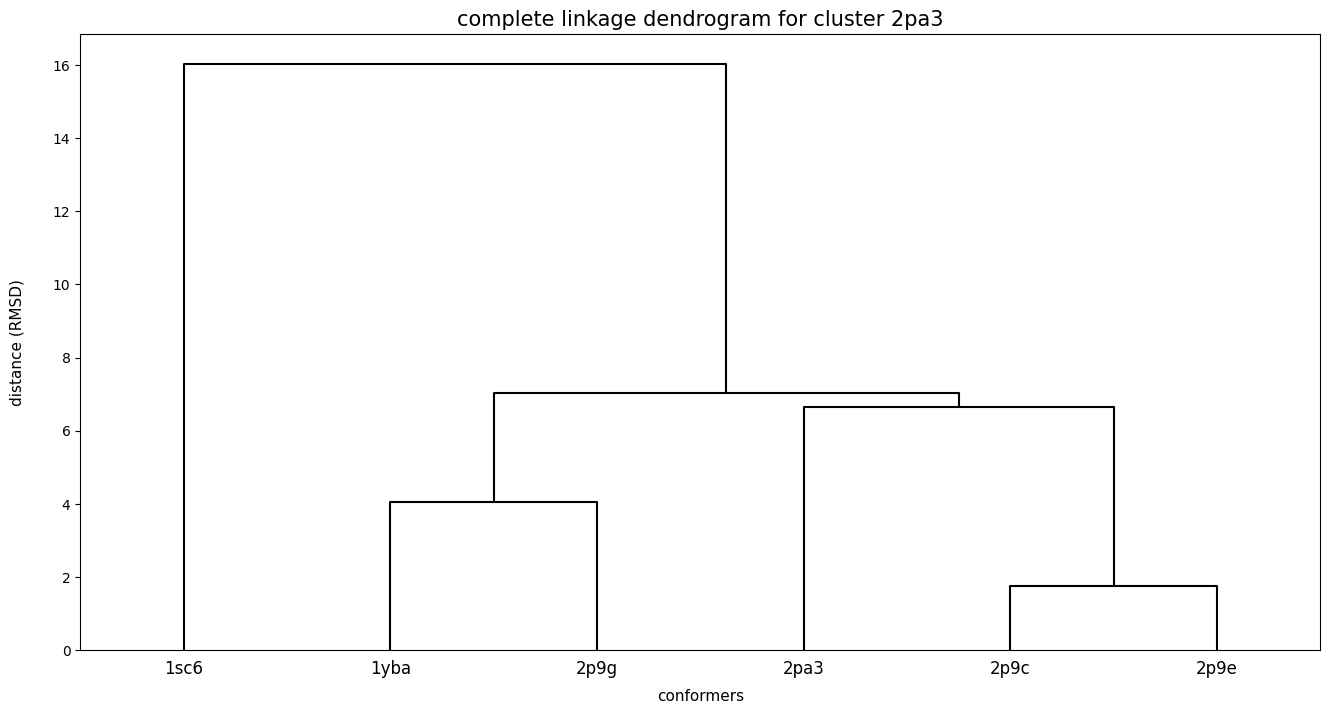 complete linkage dendrogram for cluster 2pa3
16
14
12
10
8
6
4
2
0
distance (RMSD)
1sc6 1yba 2p9g 2pa3 2p9c 2p9e
conformers